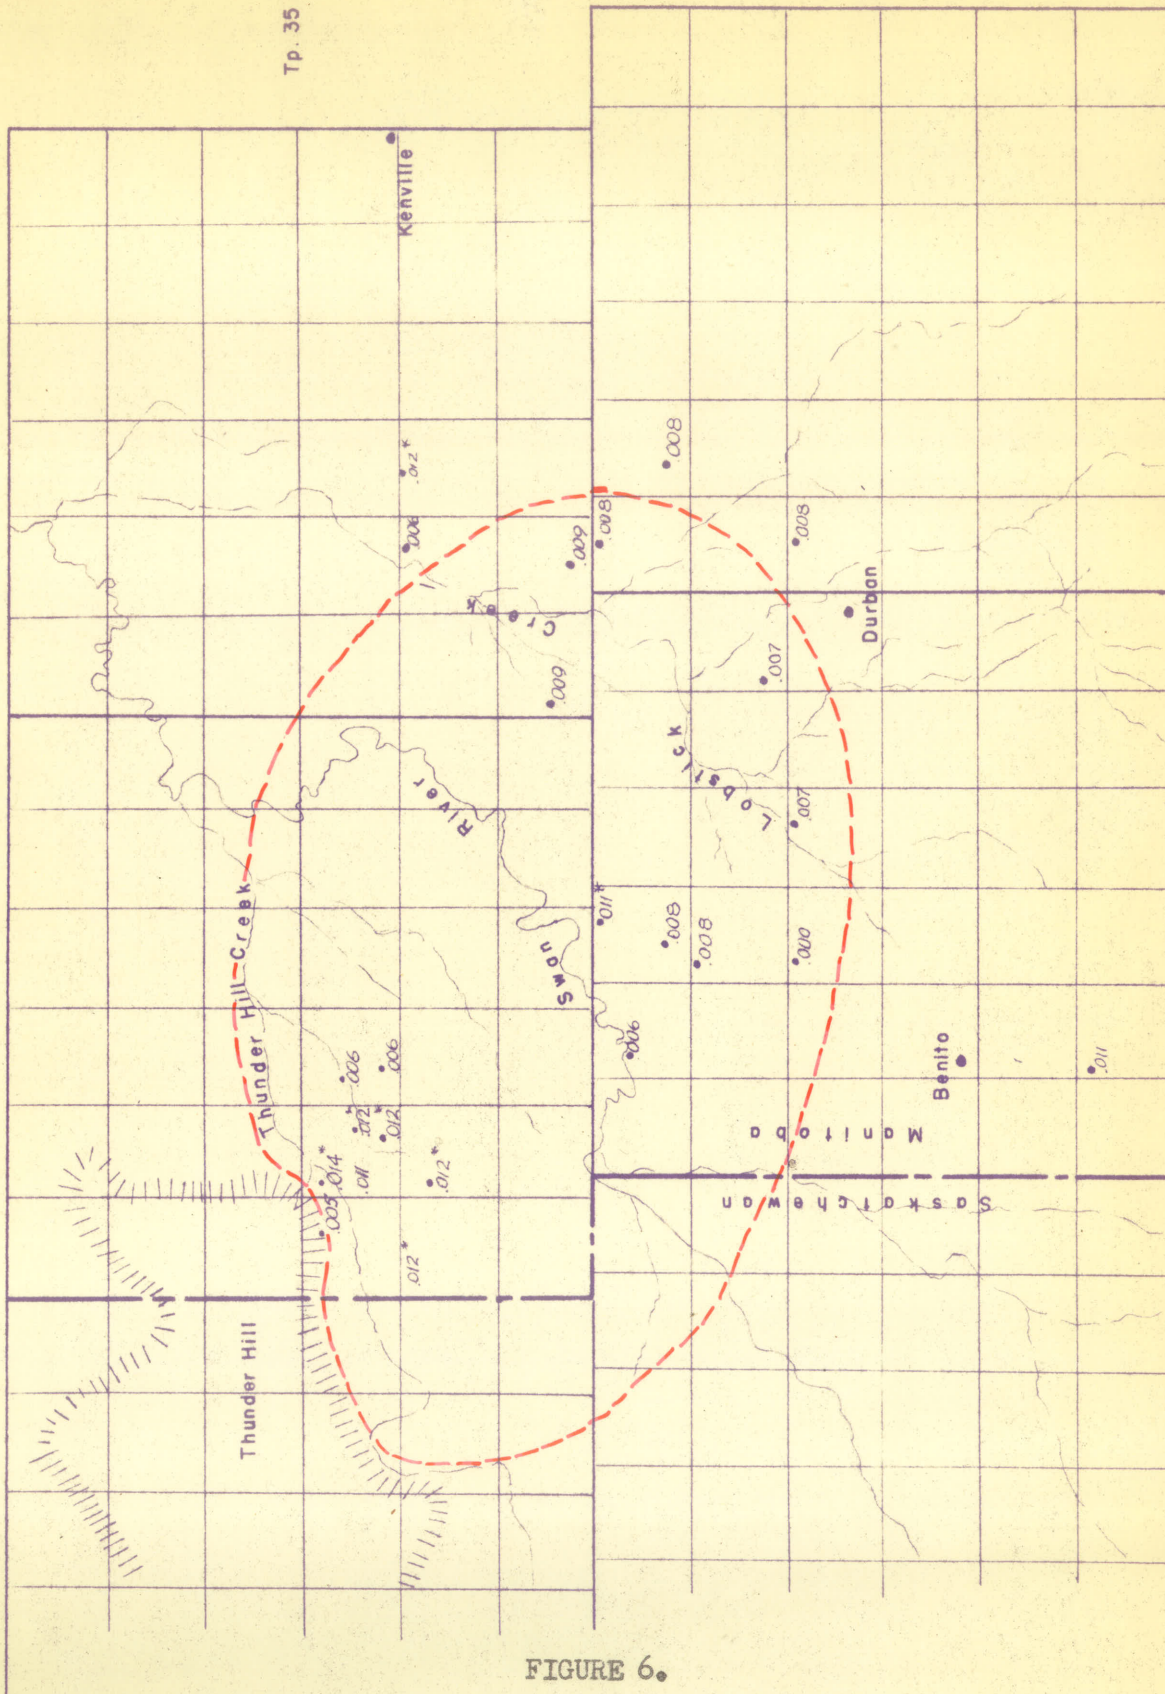 Tp. 35
Kenville
.012*
.006
.008
.009
.008
.008
Creek
Durban
.009
.007
River
Lobstick
.007
Thunder Hill Creek
Swan
.011*
.008
.008
.000
.006
.006
.006
Benito
.011
.012*
.012*
Manitoba
.014*
.011
.012*
.005
Saskatchewan
.012*
Thunder Hill
FIGURE 6.